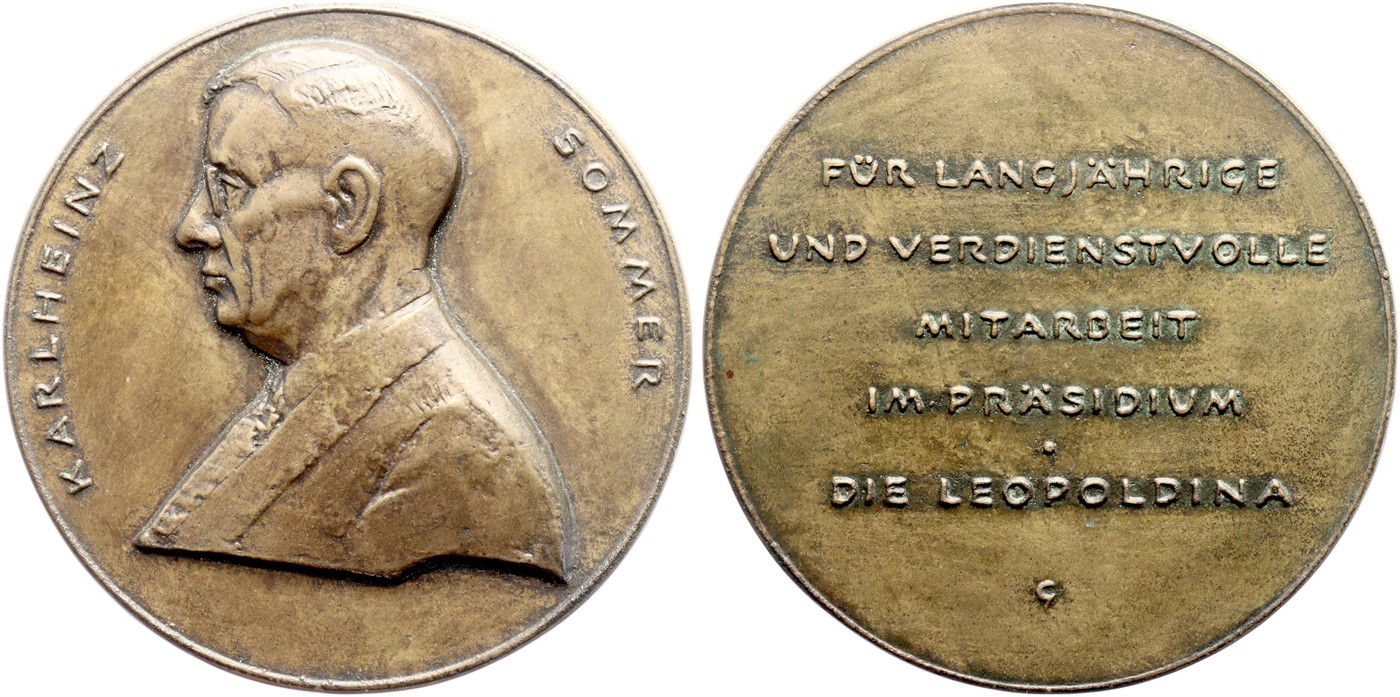 KARLHEINZ SOMMER
FÜR LANGJÄHRIGE
UND VERDIENSTVOLLE
MITARBEIT
IM PRÄSIDIUM
·
DIE LEOPOLDINA